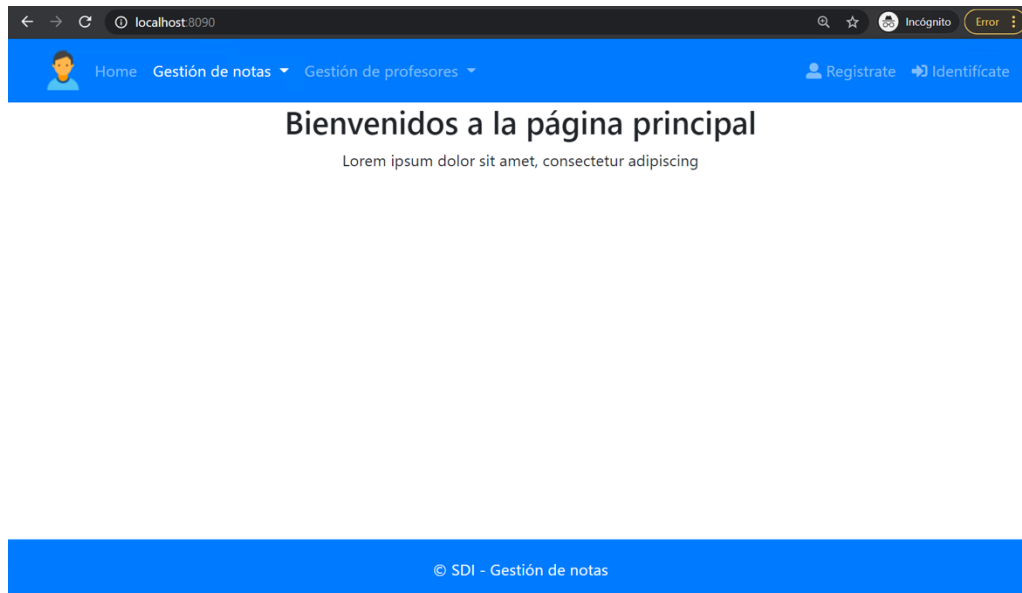 localhost:8090 Incógnito Error
Home Gestión de notas Gestión de profesores Registrate Identifícate
Bienvenidos a la página principal
Lorem ipsum dolor sit amet, consectetur adipiscing
© SDI - Gestión de notas